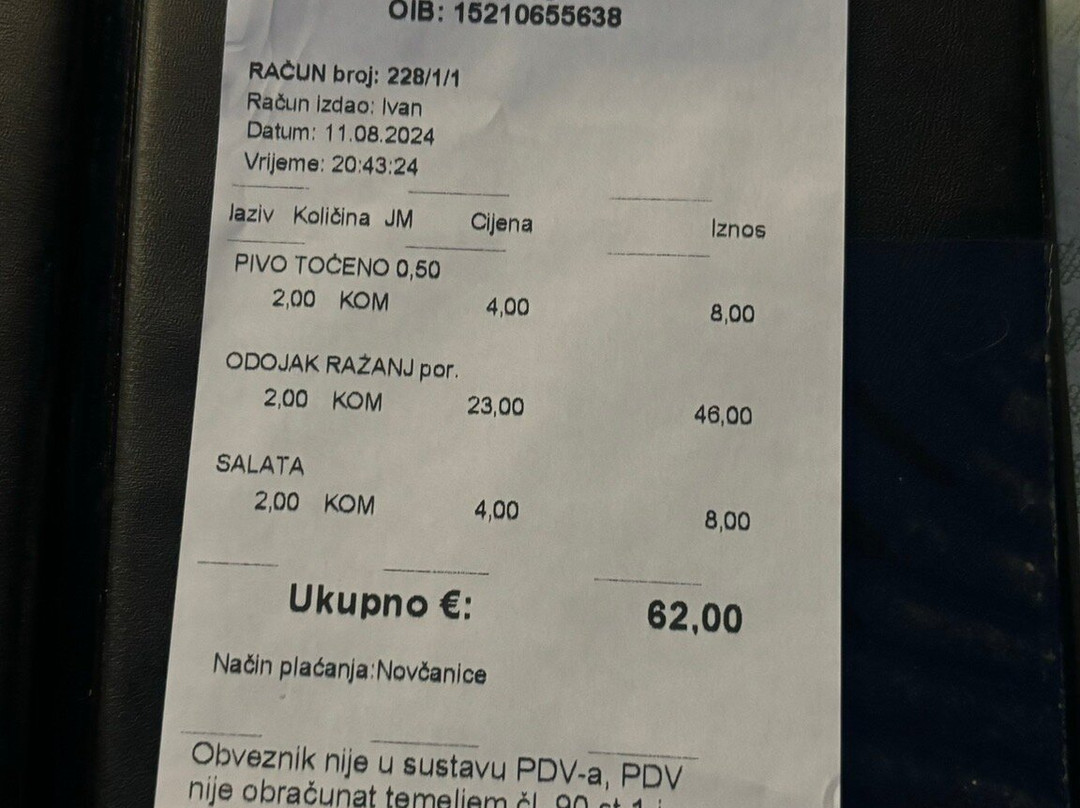 OIB: 15210655638
RAČUN broj: 228/1/1
Račun izdao: Ivan
Datum: 11.08.2024
Vrijeme: 20:43:24
laziv Količina JM Cijena Iznos
PIVO TOČENO 0,50
2,00 KOM 4,00 8,00
ODOJAK RAŽANJ por.
2,00 KOM 23,00 46,00
SALATA
2,00 KOM 4,00 8,00
Ukupno €: 62,00
Način plaćanja:Novčanice
Obveznik nije u sustavu PDV-a, PDV
nije obračunat temeljem čl. 90 st 1 i